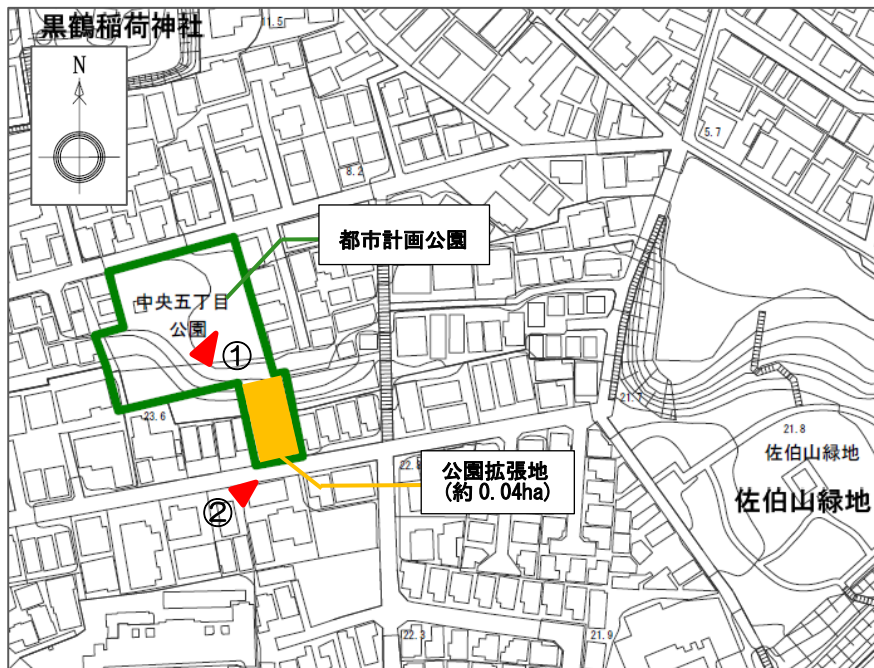 黒鶴稲荷神社
11.5
N
5.7
8.2
都市計画公園
中央五丁目
公園
①
23.6
21.7
21.8
佐伯山緑地
佐伯山緑地
公園拡張地
(約 0.04ha)
②
22.3
21.9